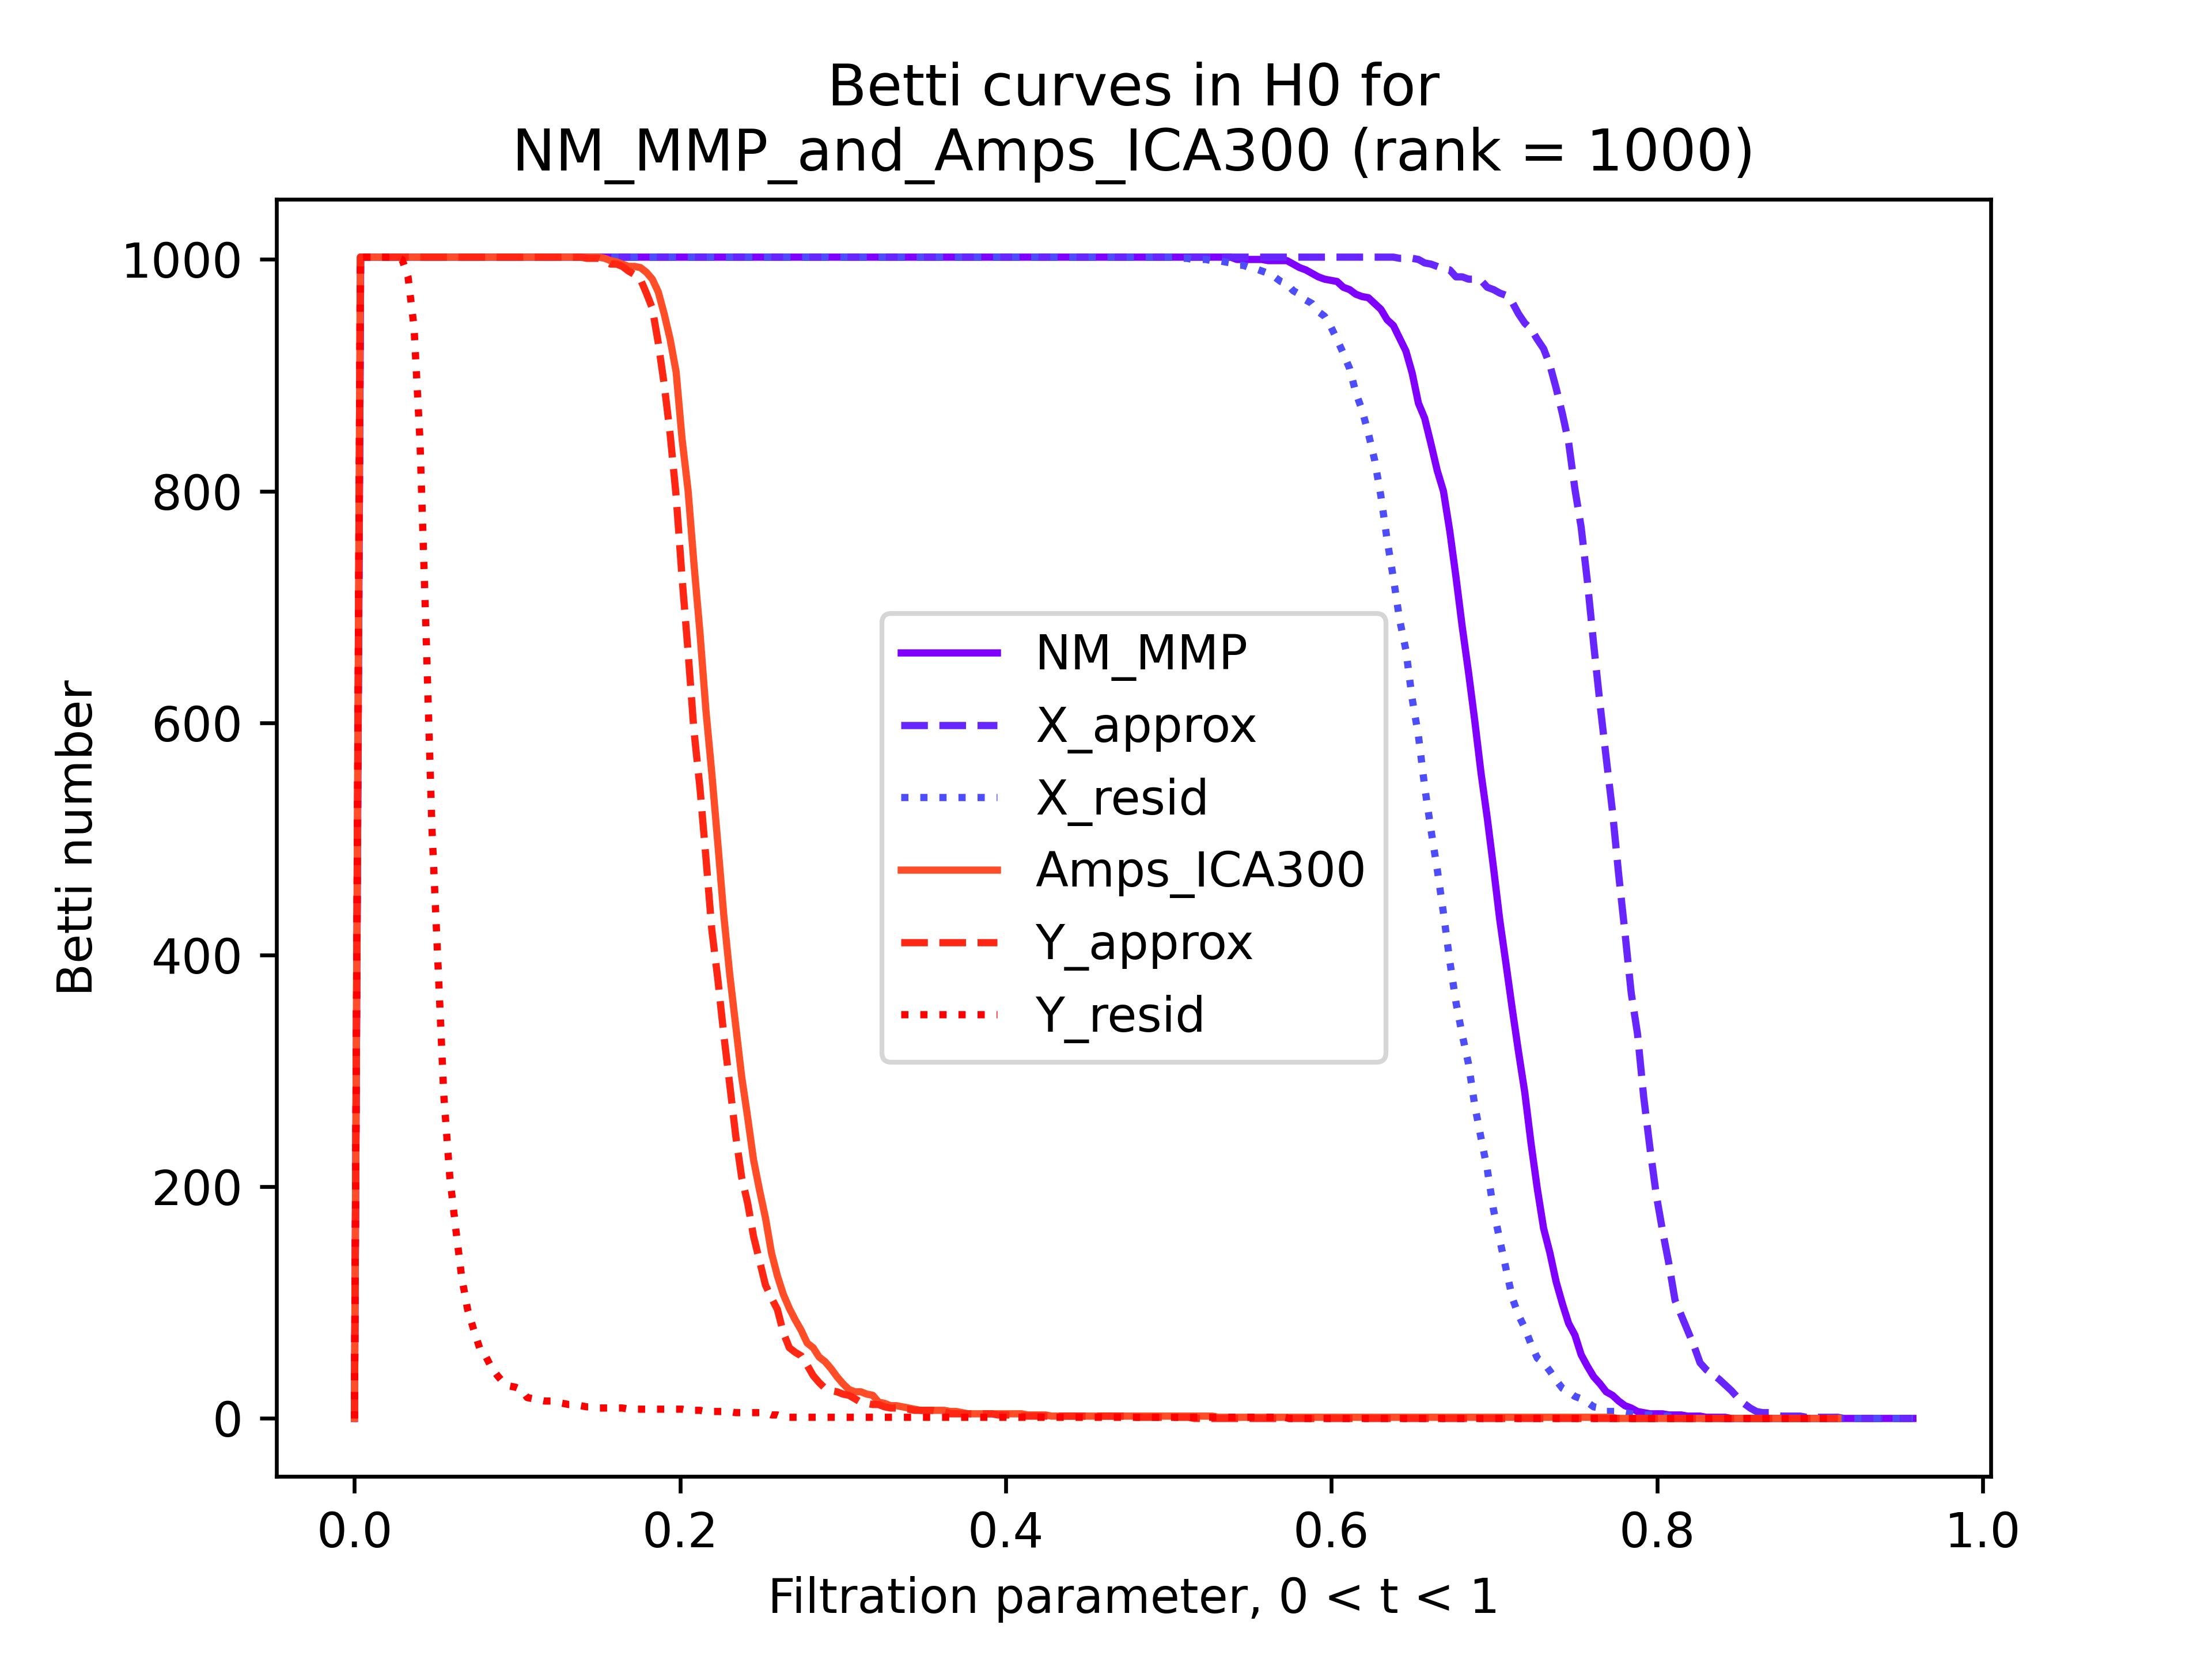 Betti curves in H0 for
NM_MMP_and_Amps_ICA300 (rank = 1000)
1000
800
600
400
200
0
Betti number
NM_MMP
X_approx
X_resid
Amps_ICA300
Y_approx
Y_resid
0.0 0.2 0.4 0.6 0.8 1.0
Filtration parameter, 0 < t < 1